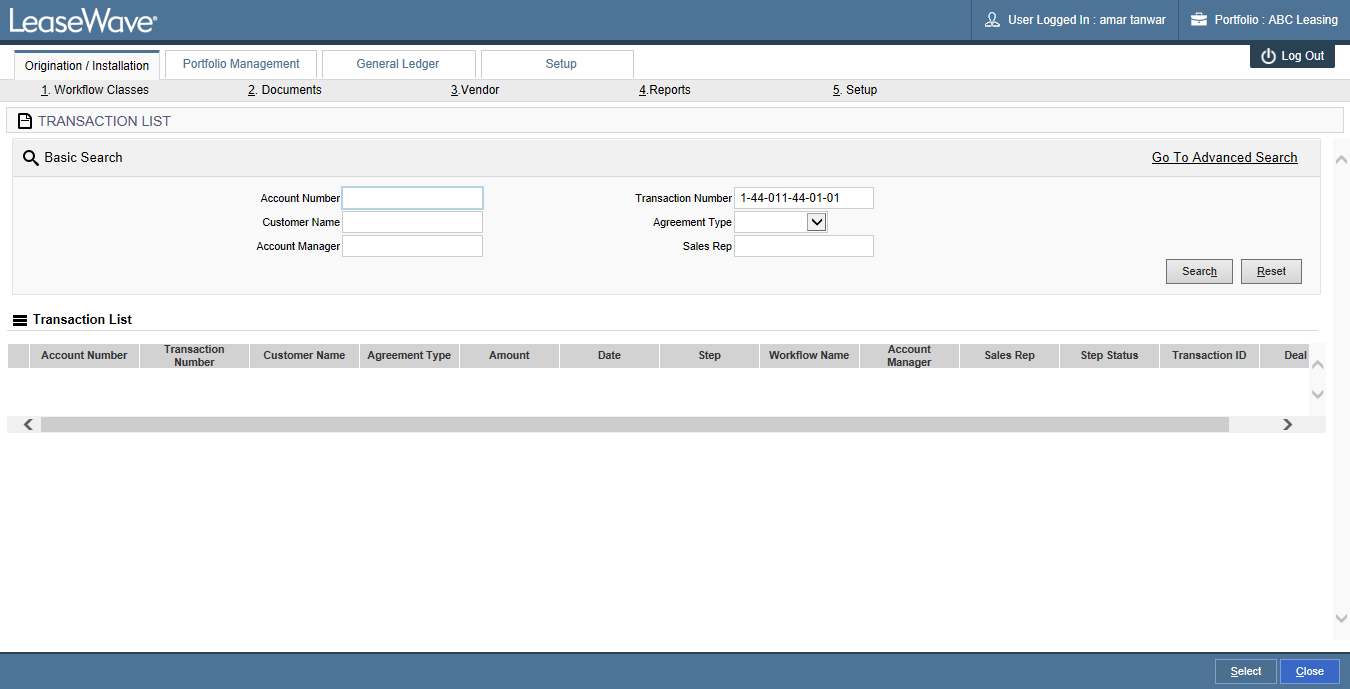 LeaseWave®
User Logged In : amar tanwar
Portfolio : ABC Leasing
Origination / Installation
Portfolio Management
General Ledger
Setup
Log Out
1. Workflow Classes
2. Documents
3.Vendor
4.Reports
5. Setup
TRANSACTION LIST
Basic Search
Go To Advanced Search
Account Number
Transaction Number 1-44-011-44-01-01
Customer Name
Agreement Type
Account Manager
Sales Rep
Search
Reset
Transaction List
Account Number
Transaction
Number
Customer Name
Agreement Type
Amount
Date
Step
Workflow Name
Account
Manager
Sales Rep
Step Status
Transaction ID
Deal
Select
Close